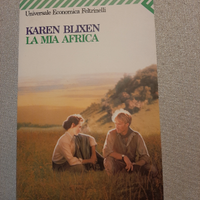 Universale Economica Feltrinelli
KAREN BLIXEN
LA MIA AFRICA